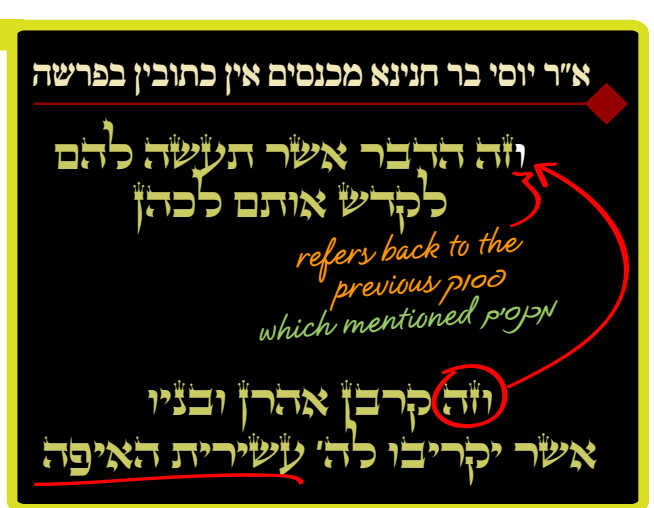 א״ר יוסי בר חנינא מכנסים אין כתובין בפרשה
וזה הדבר אשר תעשה להם
לקדש אותם לכהן
refers back to the
previous פסוק
which mentioned מכנסים
וזה קרבן אהרן ובניו
אשר יקריבו לה׳ עשירית האיפה